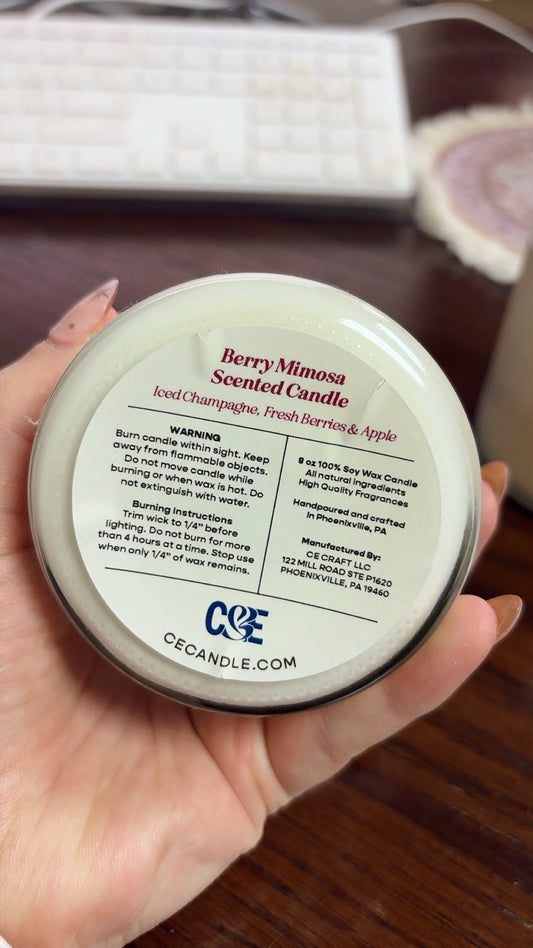 Berry Mimosa
Scented Candle
Iced Champagne, Fresh Berries & Apple
WARNING
Burn candle within sight. Keep
away from flammable objects.
Do not move candle while
burning or when wax is hot. Do
not extinguish with water.
Burning Instructions
Trim wick to 1/4" before
lighting. Do not burn for more
than 4 hours at a time. Stop use
when only 1/4" of wax remains.
8 oz 100% Soy Wax Candle
All natural ingredients
High Quality Fragrances
Handpoured and crafted
in Phoenixville, PA
Manufactured By:
CE CRAFT LLC
122 MILL ROAD STE P1620
PHOENIXVILLE, PA 19460
C&E
CECANDLE.COM